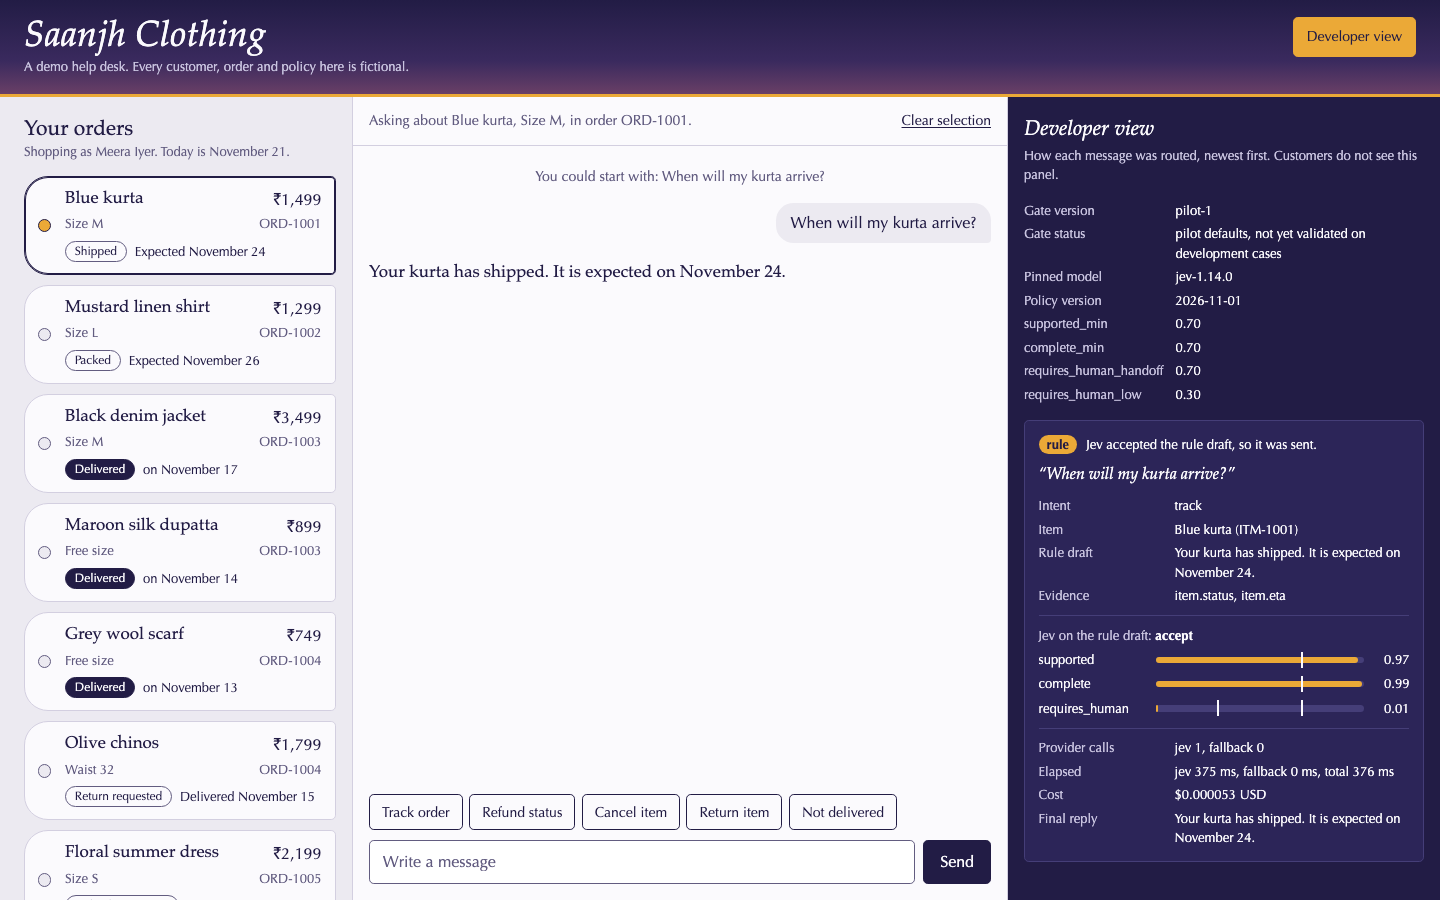 Saanjh Clothing
A demo help desk. Every customer, order and policy here is fictional.
Developer view
Your orders
Shopping as Meera Iyer. Today is November 21.
Blue kurta ₹1,499
Size M ORD-1001
Shipped Expected November 24
Mustard linen shirt ₹1,299
Size L ORD-1002
Packed Expected November 26
Black denim jacket ₹3,499
Size M ORD-1003
Delivered on November 17
Maroon silk dupatta ₹899
Free size ORD-1003
Delivered on November 14
Grey wool scarf ₹749
Free size ORD-1004
Delivered on November 13
Olive chinos ₹1,799
Waist 32 ORD-1004
Return requested Delivered November 15
Floral summer dress ₹2,199
Size S ORD-1005
Asking about Blue kurta, Size M, in order ORD-1001. Clear selection
You could start with: When will my kurta arrive?
When will my kurta arrive?
Your kurta has shipped. It is expected on November 24.
Track order Refund status Cancel item Return item Not delivered
Write a message Send
Developer view
How each message was routed, newest first. Customers do not see this
panel.
Gate version pilot-1
Gate status pilot defaults, not yet validated on
development cases
Pinned model jev-1.14.0
Policy version 2026-11-01
supported_min 0.70
complete_min 0.70
requires_human_handoff 0.70
requires_human_low 0.30
rule Jev accepted the rule draft, so it was sent.
“When will my kurta arrive?”
Intent track
Item Blue kurta (ITM-1001)
Rule draft Your kurta has shipped. It is expected on
November 24.
Evidence item.status, item.eta
Jev on the rule draft: accept
supported 0.97
complete 0.99
requires_human 0.01
Provider calls jev 1, fallback 0
Elapsed jev 375 ms, fallback 0 ms, total 376 ms
Cost $0.000053 USD
Final reply Your kurta has shipped. It is expected on
November 24.